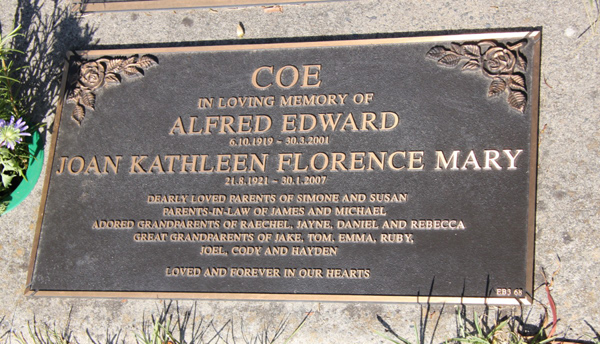 COE
IN LOVING MEMORY OF
ALFRED EDWARD
6.10.1919 ~ 30.3.2001
JOAN KATHLEEN FLORENCE MARY
21.8.1921 ~ 30.1.2007
DEARLY LOVED PARENTS OF SIMONE AND SUSAN
PARENTS-IN-LAW OF JAMES AND MICHAEL
ADORED GRANDPARENTS OF RAECHEL, JAYNE, DANIEL AND REBECCA
GREAT GRANDPARENTS OF JAKE, TOM, EMMA, RUBY,
JOEL, CODY AND HAYDEN
LOVED AND FOREVER IN OUR HEARTS
EB3 68